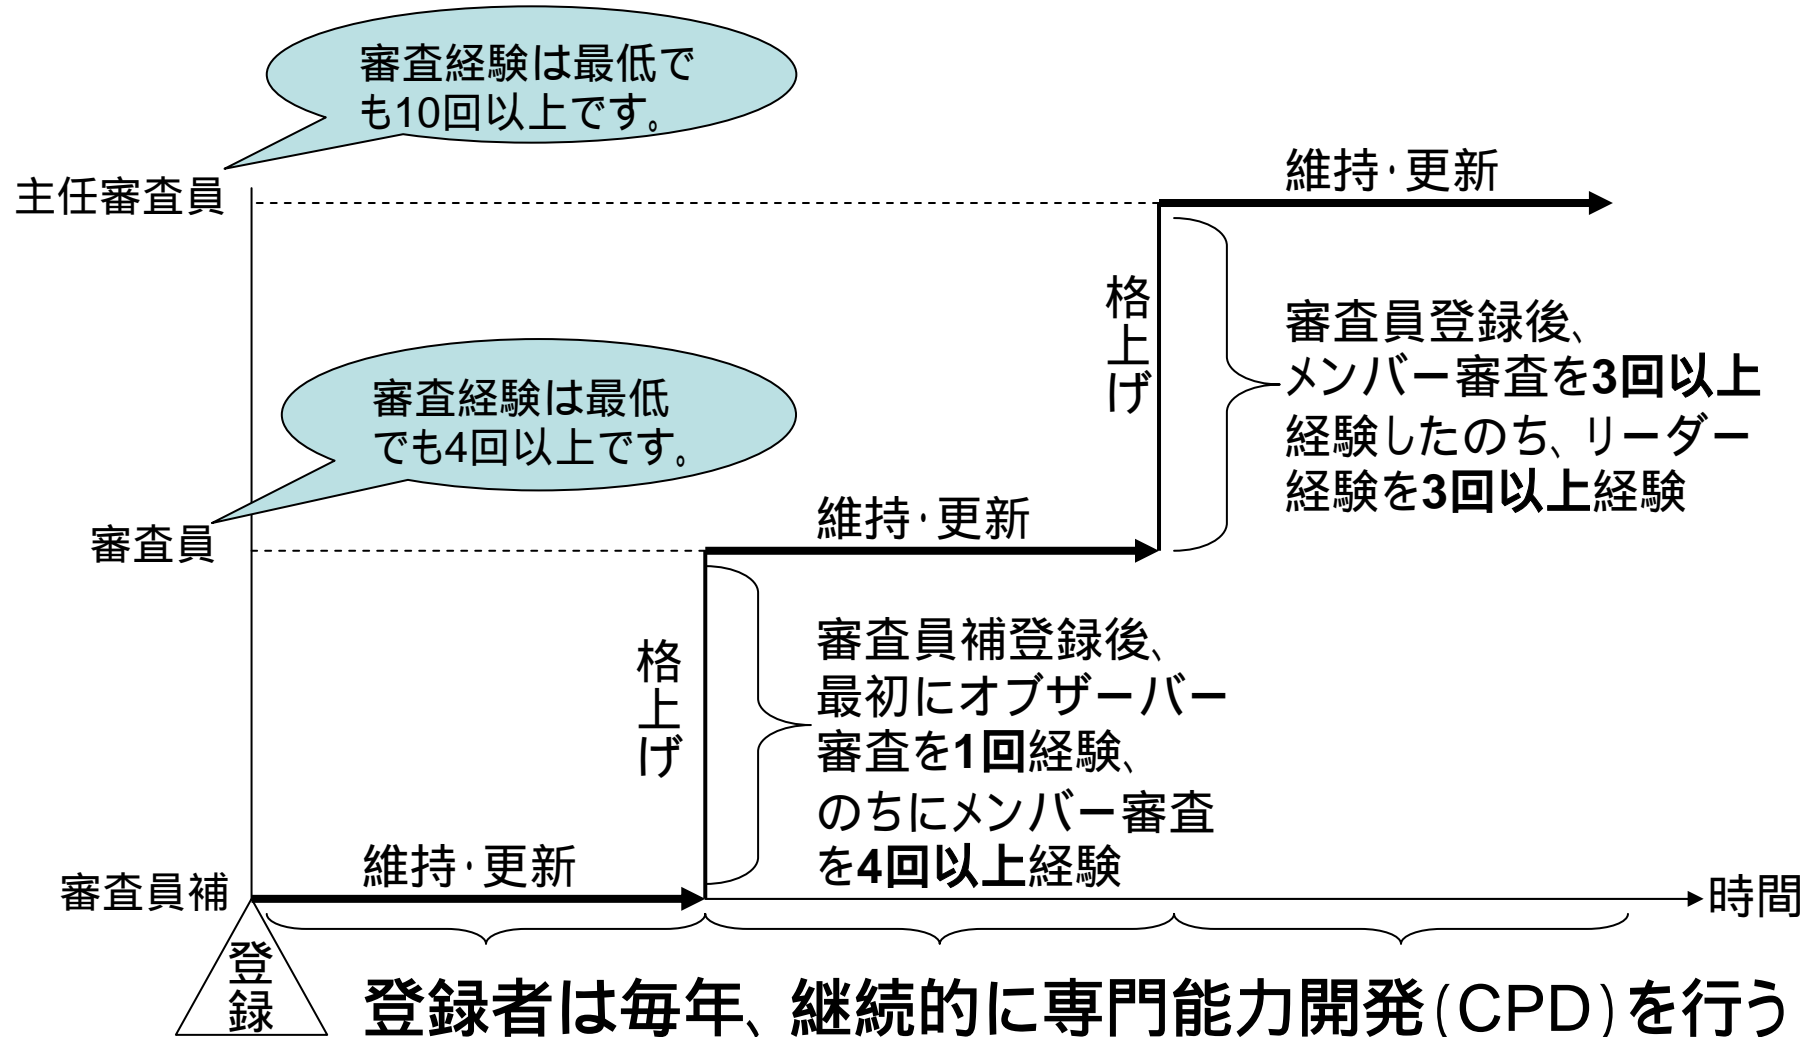 審査経験は最低で
も10回以上です。
主任審査員
維持・更新
格上げ
審査員登録後、
メンバー審査を3回以上
経験したのち、リーダー
経験を3回以上経験
審査経験は最低
でも4回以上です。
審査員
維持・更新
格上げ
審査員補登録後、
最初にオブザーバー
審査を1回経験、
のちにメンバー審査
を4回以上経験
維持・更新
審査員補
時間
登録
登録者は毎年、継続的に専門能力開発(CPD)を行う